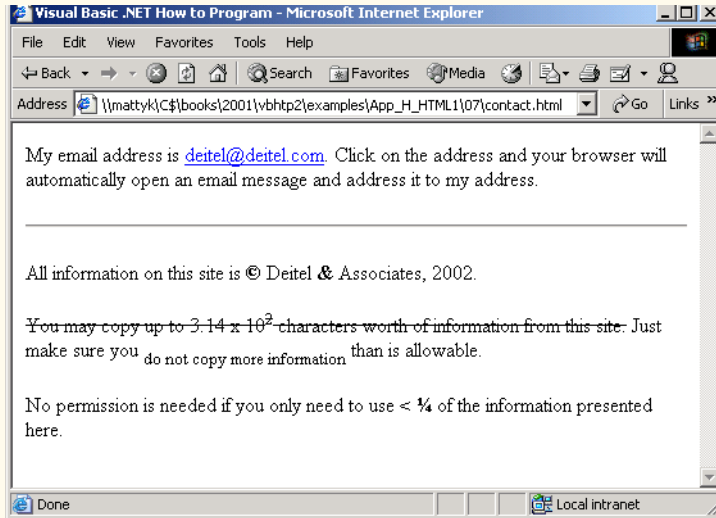 Visual Basic .NET How to Program - Microsoft Internet Explorer
File Edit View Favorites Tools Help
Back Search Favorites Media
Address \\mattyk\C$\books\2001\vbhtp2\examples\App_H_HTML1\07\contact.html Go Links »
My email address is deitel@deitel.com. Click on the address and your browser will
automatically open an email message and address it to my address.
All information on this site is © Deitel & Associates, 2002.
You may copy up to 3.14 x 10² characters worth of information from this site. Just
make sure you do not copy more information than is allowable.
No permission is needed if you only need to use < ¼ of the information presented
here.
Done Local intranet